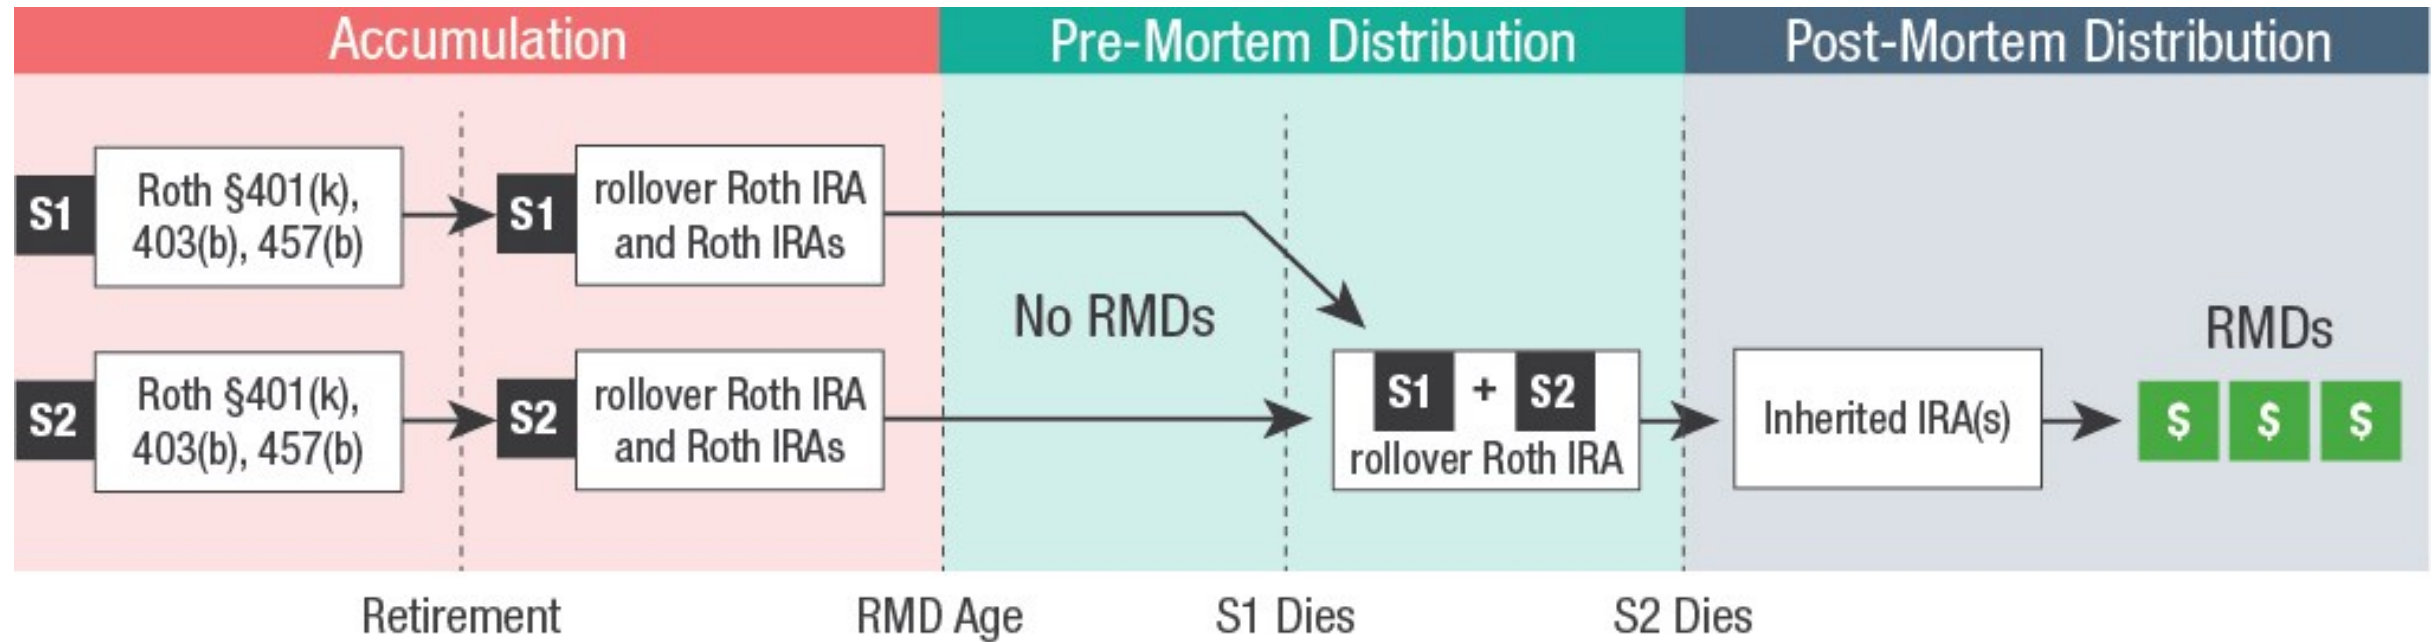 Accumulation
Pre-Mortem Distribution
Post-Mortem Distribution
S1
Roth §401(k),
403(b), 457(b)
S1
rollover Roth IRA
and Roth IRAs
No RMDs
S2
Roth §401(k),
403(b), 457(b)
S2
rollover Roth IRA
and Roth IRAs
S1 + S2
rollover Roth IRA
Inherited IRA(s)
RMDs
$ $ $
Retirement
RMD Age
S1 Dies
S2 Dies